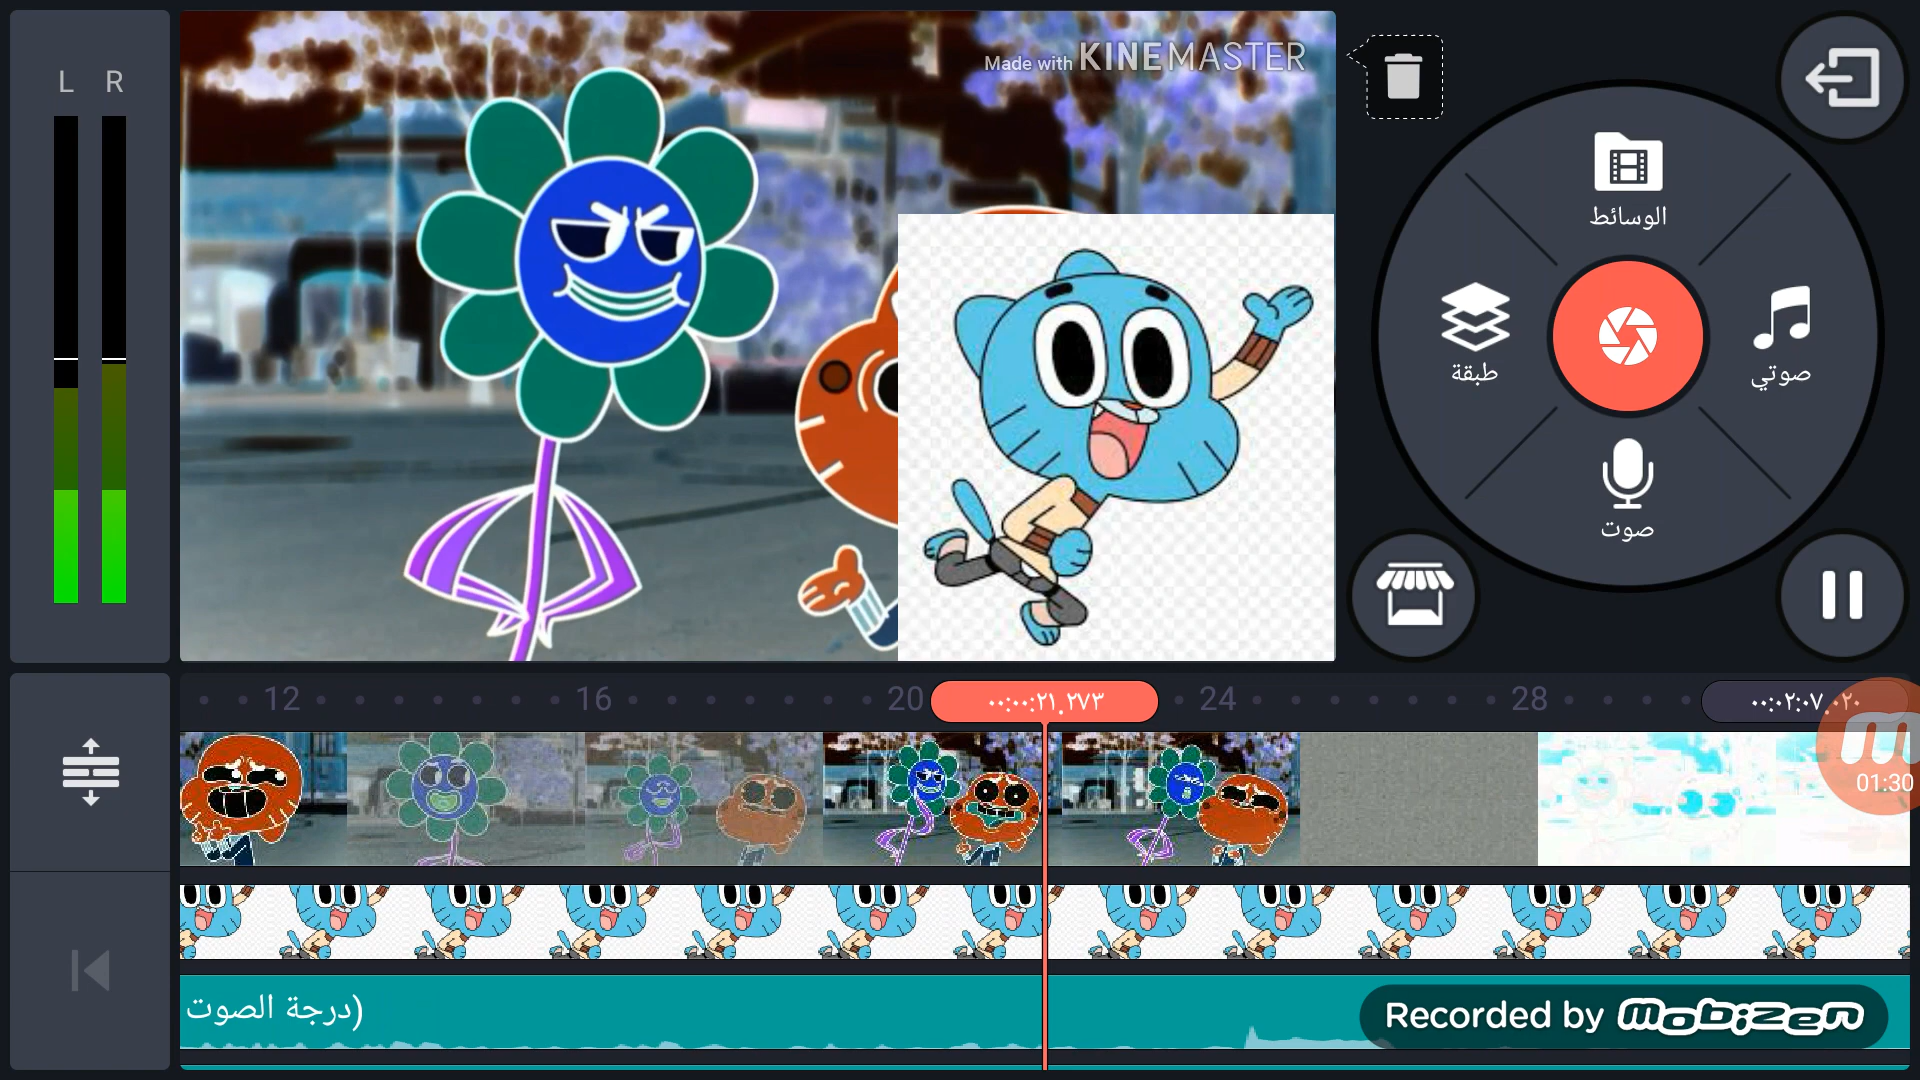 L R
Made with KINEMASTER
الوسائط
طبقة
صوتي
صوت
12 16 20 24 28
٠٠:٠٠:٢١.٢٧٣
٠٠:٠٢:٠٧.٠٢٠
01:30
(درجة الصوت
Recorded by mobizen